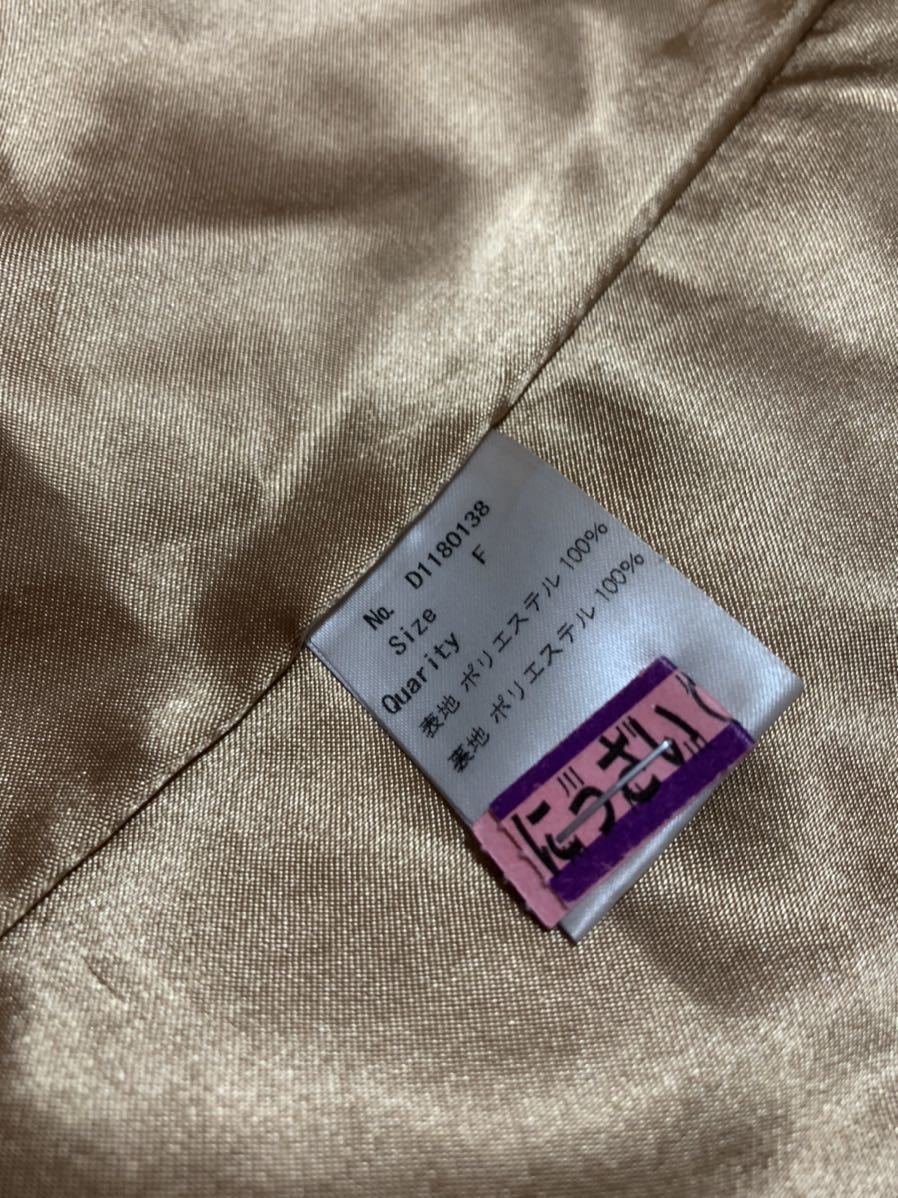 No. D1180138
Size F
Quarity
表地 ポリエステル 100%
裏地 ポリエステル 100%